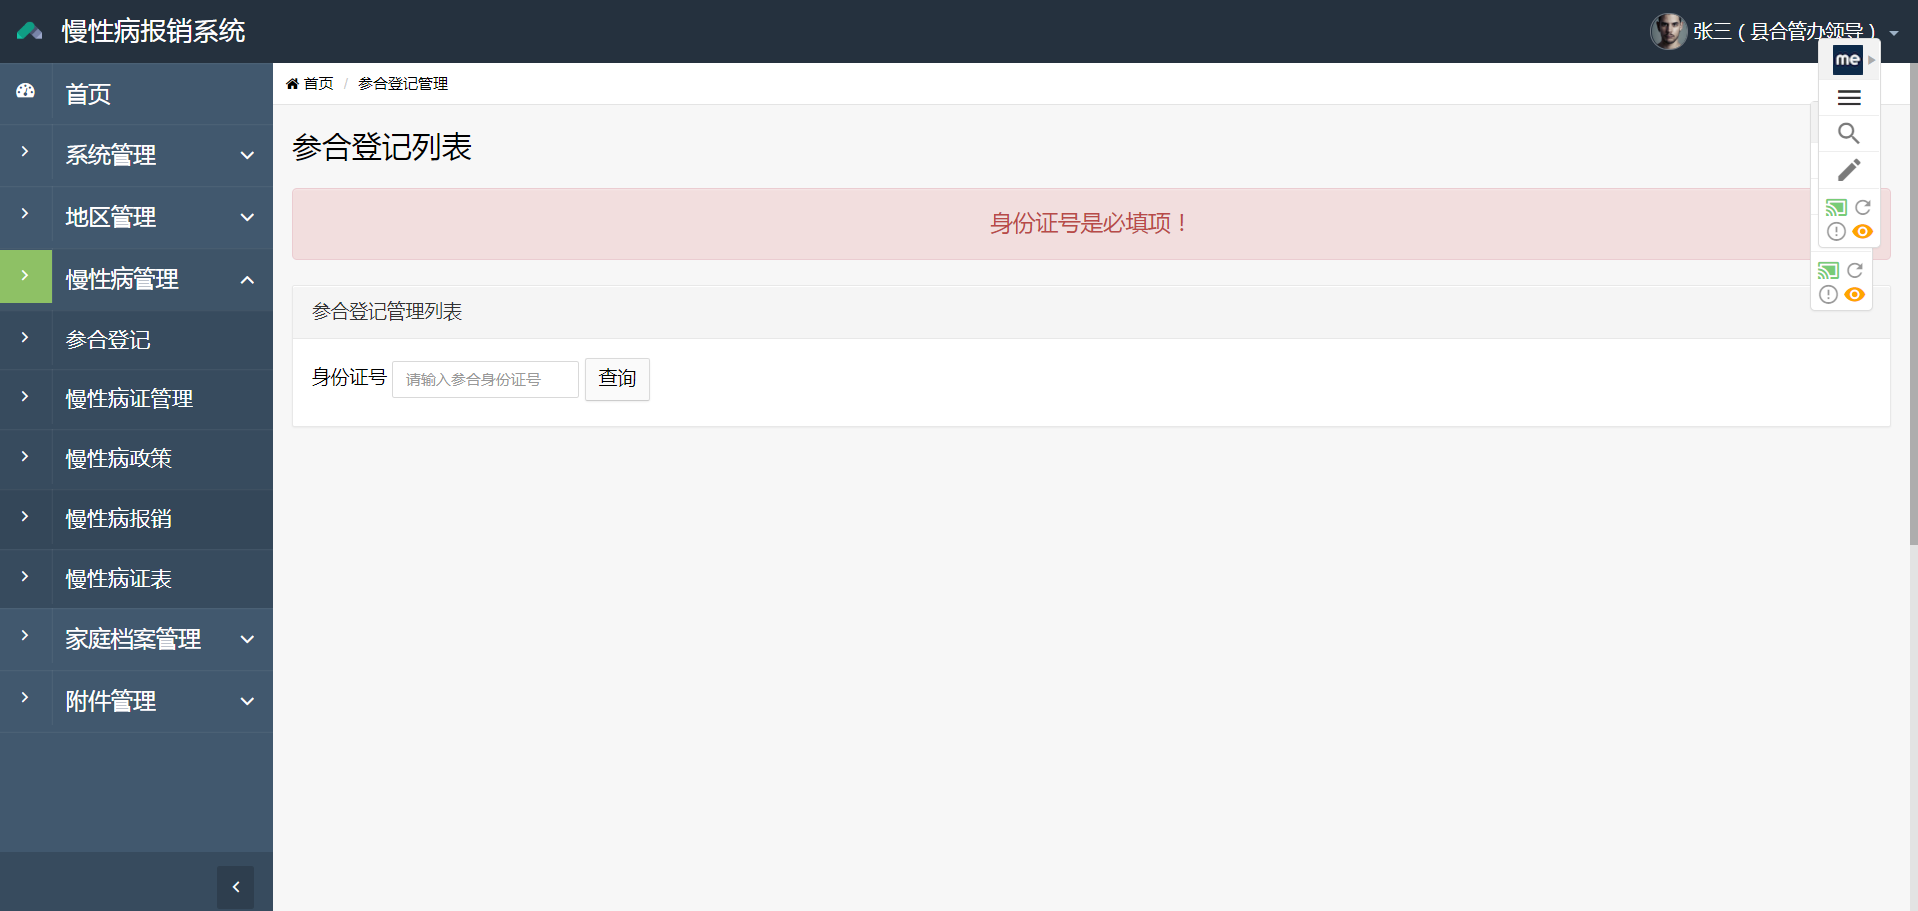 慢性病报销系统
张三（县合管办领导）
me
首页
系统管理
地区管理
慢性病管理
参合登记
慢性病证管理
慢性病政策
慢性病报销
慢性病证表
家庭档案管理
附件管理
首页 / 参合登记管理
参合登记列表
身份证号是必填项！
参合登记管理列表
身份证号 请输入参合身份证号 查询